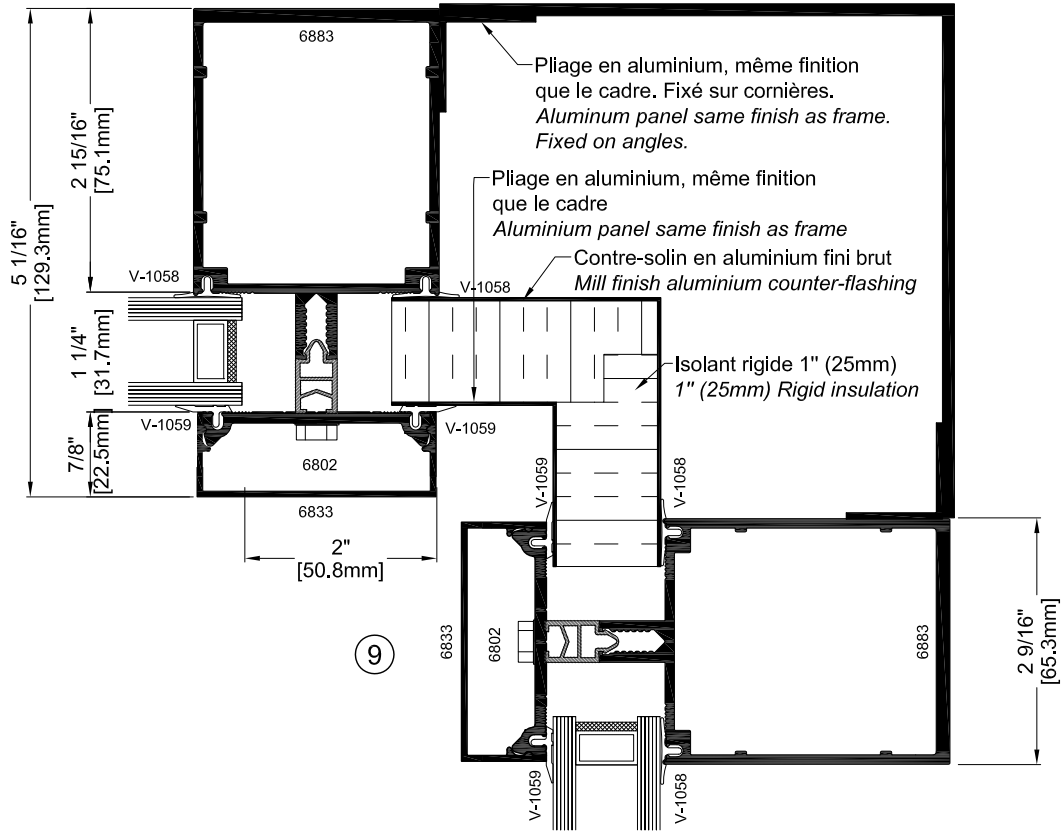 6883
Pliage en aluminium, même finition
que le cadre. Fixé sur cornières.
Aluminum panel same finish as frame.
Fixed on angles.
Pliage en aluminium, même finition
que le cadre
Aluminium panel same finish as frame
Contre-solin en aluminium fini brut
Mill finish aluminium counter-flashing
Isolant rigide 1" (25mm)
1" (25mm) Rigid insulation
5 1/16"
[129.3mm]
2 15/16"
[75.1mm]
1 1/4"
[31.7mm]
7/8"
[22.5mm]
V-1058
V-1058
V-1059
V-1059
6802
6833
2"
[50.8mm]
V-1059
V-1058
9
6833
6802
6883
2 9/16"
[65.3mm]
V-1059
V-1058